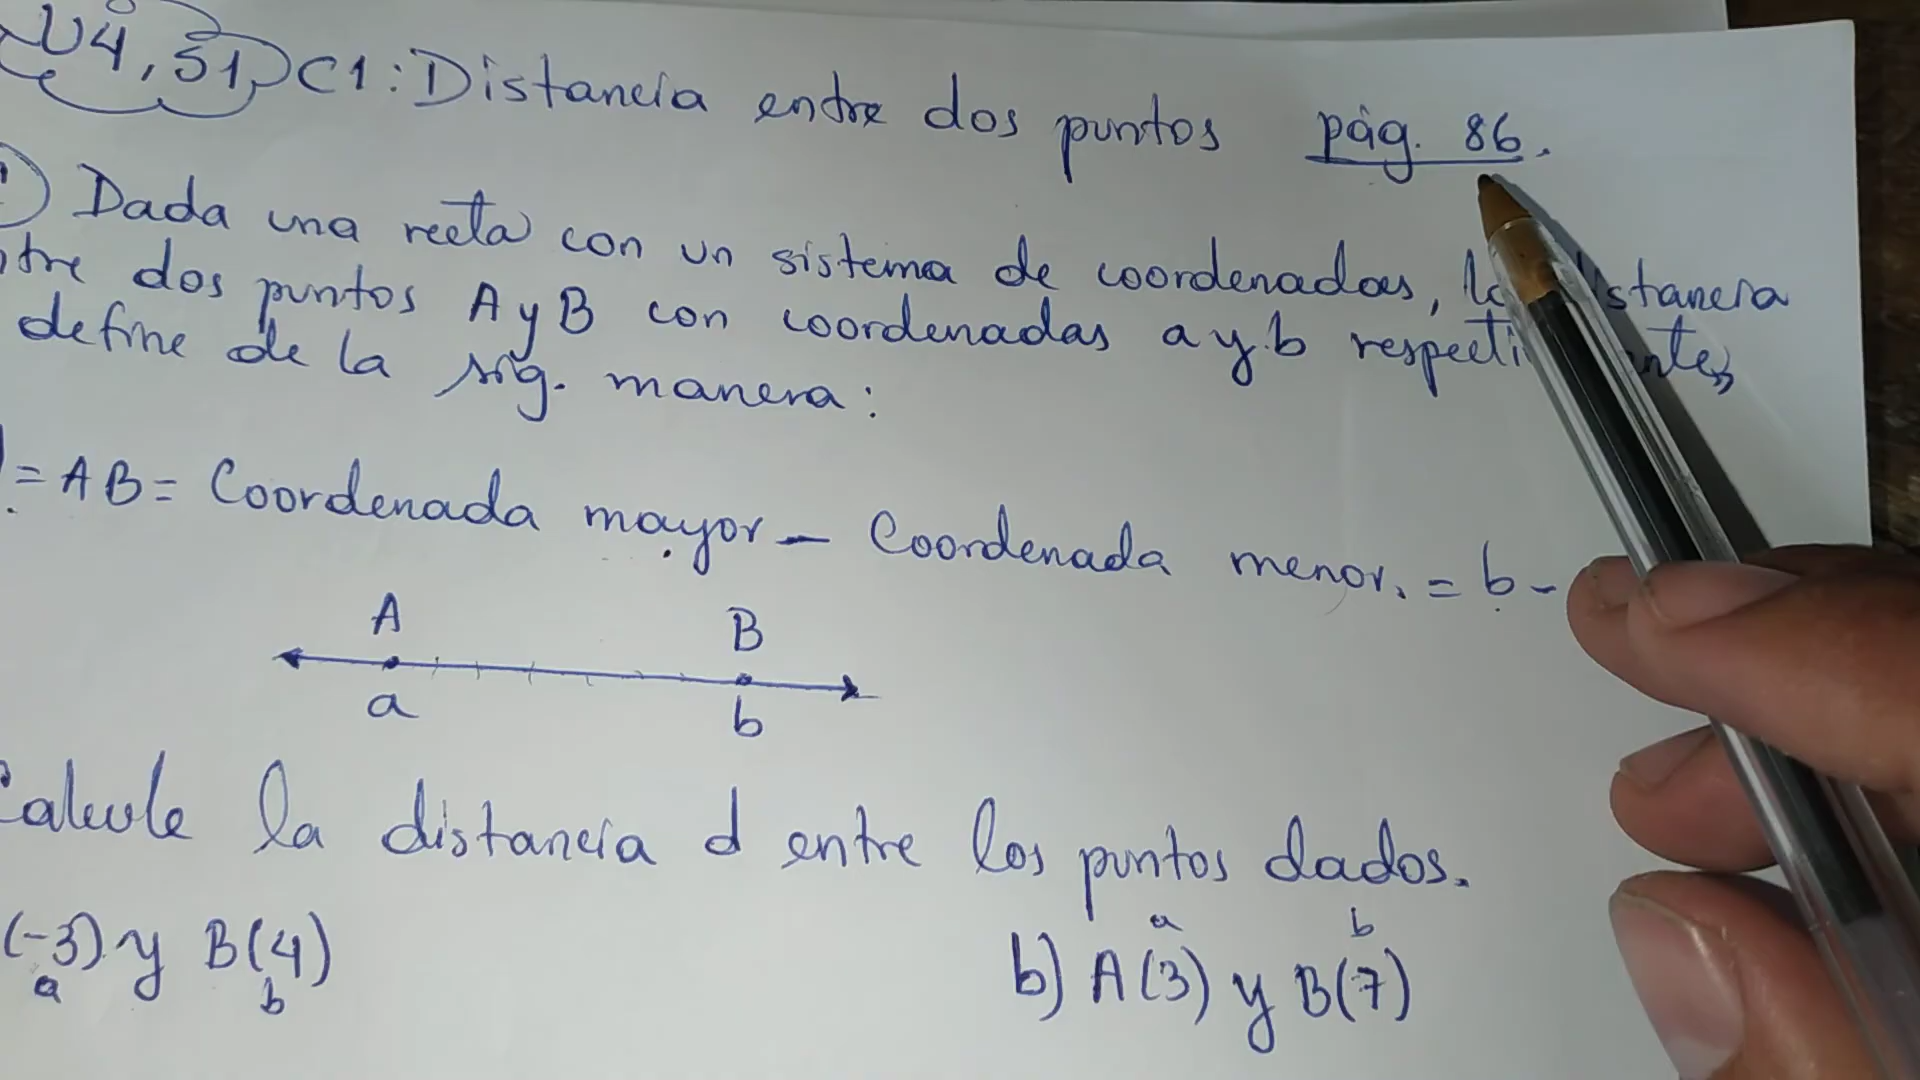 U4, S1, C1: Distancia entre dos puntos pág. 86.
Dada una recta con un sistema de coordenadas, la
dos puntos A y B con coordenadas a y b
define de la sig. manera:
= AB = Coordenada mayor - Coordenada menor. = b -
A B
a b
Calcule la distancia d entre los puntos dados.
(-3) y B(4) b) A(3) y B(7)
a b a b